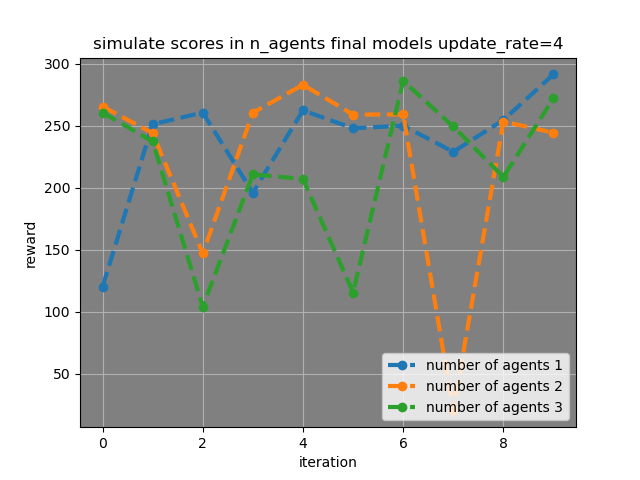 simulate scores in n_agents final models update_rate=4
300
250
200
150
100
50
reward
0
2
4
6
8
iteration
number of agents 1
number of agents 2
number of agents 3